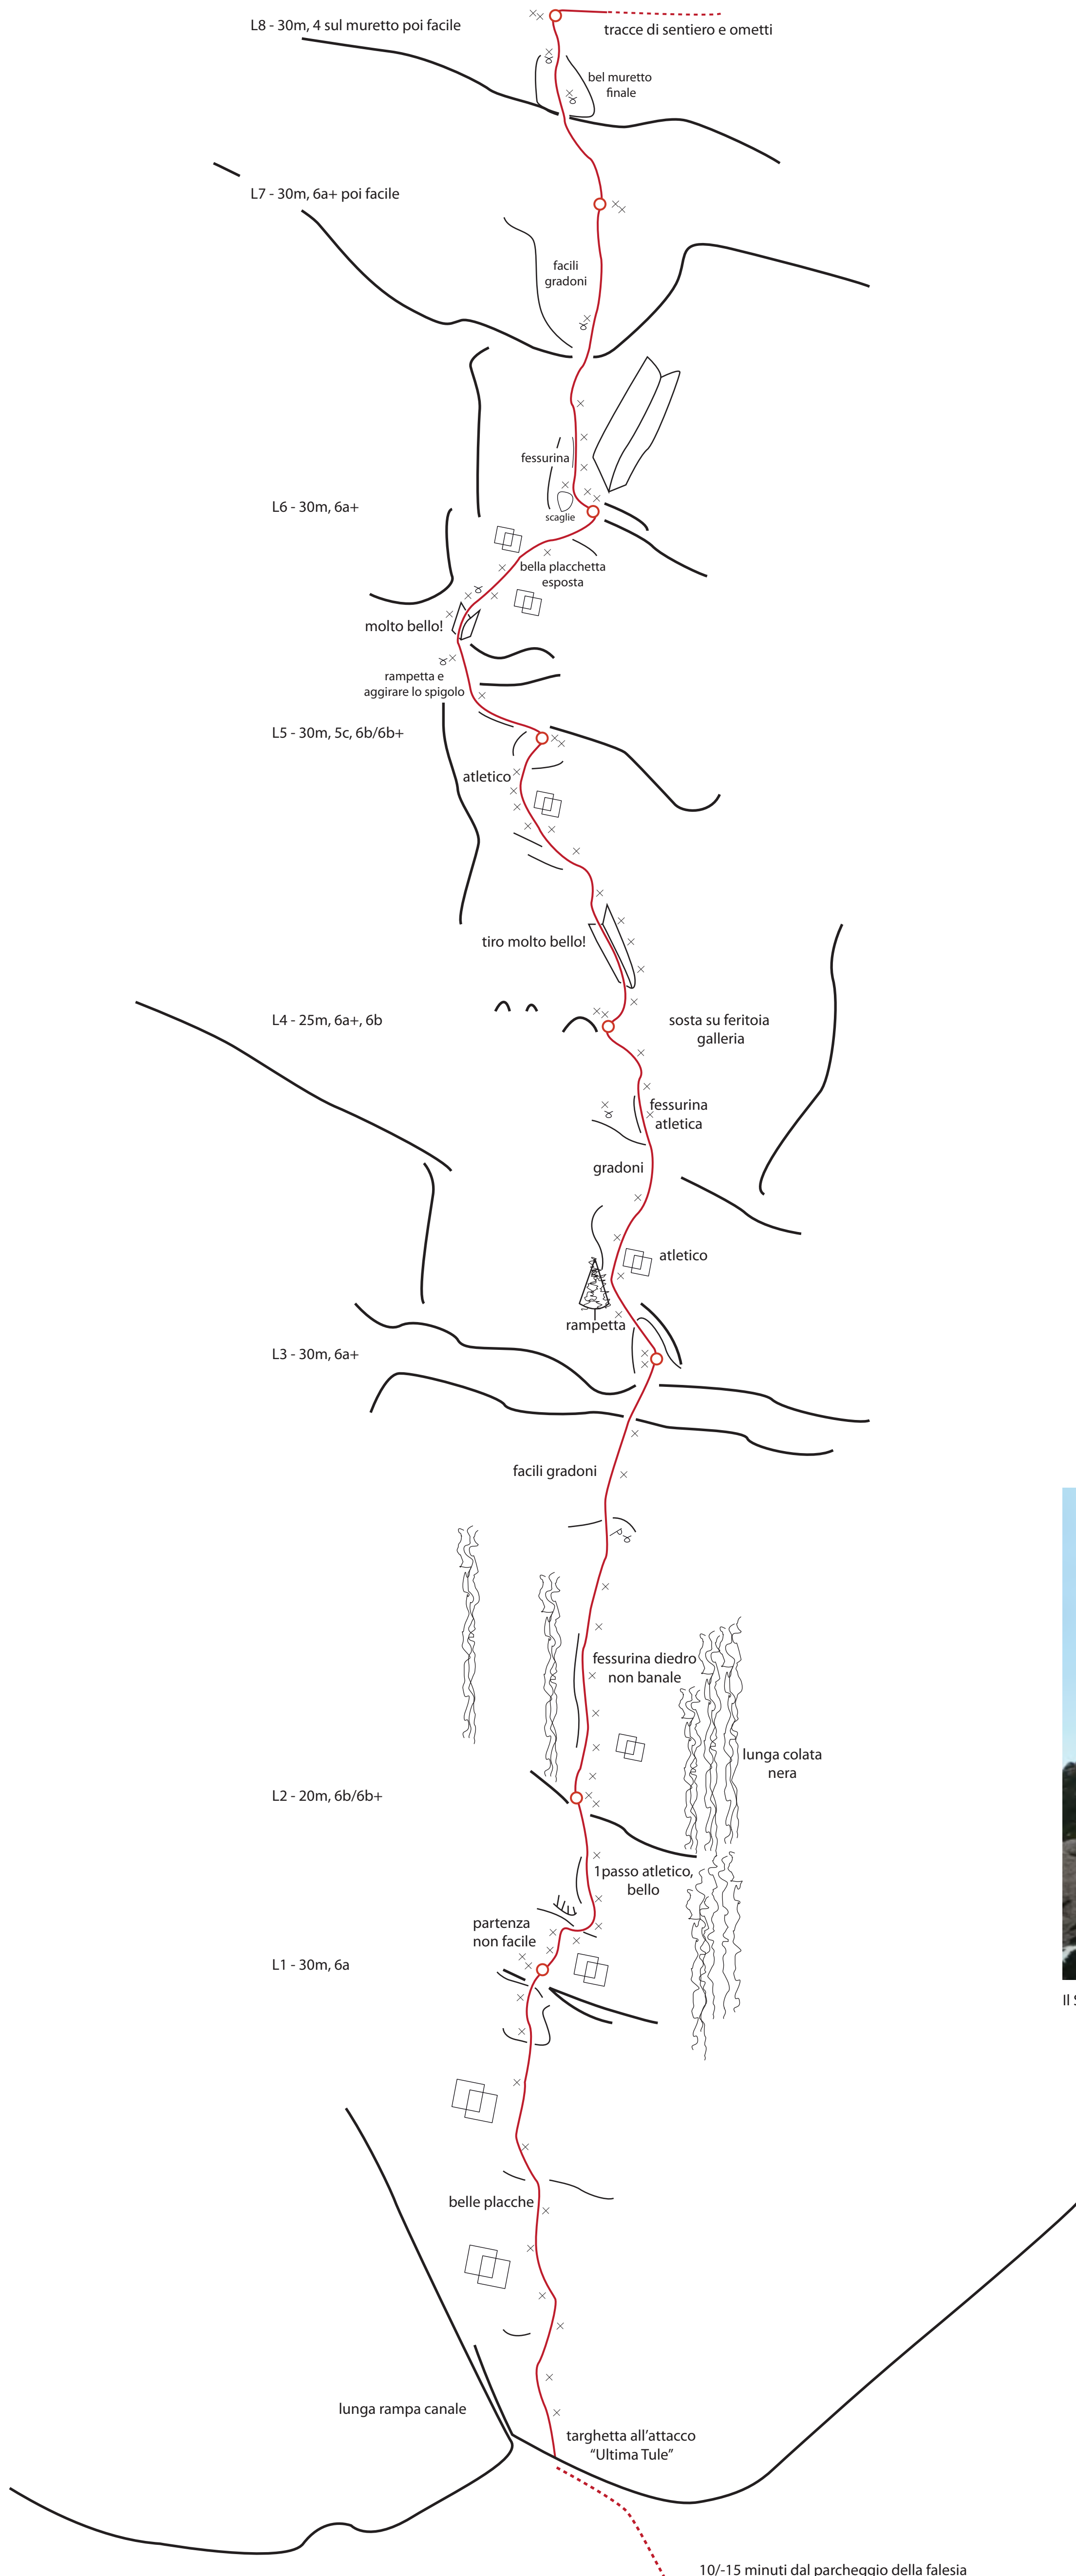 L8 - 30m, 4 sul muretto poi facile
tracce di sentiero e ometti
bel muretto
finale
L7 - 30m, 6a+ poi facile
facili
gradoni
fessurina
L6 - 30m, 6a+
scaglie
bella placchetta
esposta
molto bello!
rampetta e
aggirare lo spigolo
L5 - 30m, 5c, 6b/6b+
atletico
tiro molto bello!
L4 - 25m, 6a+, 6b
sosta su feritoia
galleria
fessurina
atletica
gradoni
atletico
rampetta
L3 - 30m, 6a+
facili gradoni
fessurina diedro
non banale
lunga colata
nera
L2 - 20m, 6b/6b+
1passo atletico,
bello
partenza
non facile
L1 - 30m, 6a
Il
belle placche
lunga rampa canale
targhetta all’attacco
“Ultima Tule”
10/-15 minuti dal parcheggio della falesia